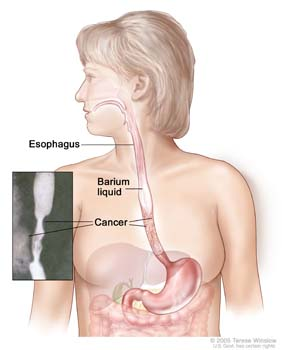 Esophagus
Barium
liquid
Cancer
© 2005 Terese Winslow
U.S. Govt. has certain rights